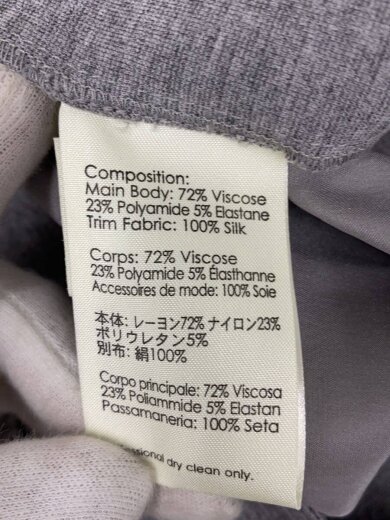 Composition:
Main Body: 72% Viscose
23% Polyamide 5% Elastane
Trim Fabric: 100% Silk
Corps: 72% Viscose
23% Polyamide 5% Élasthanne
Accessoires de mode: 100% Soie
本体: レーヨン72% ナイロン23%
ポリウレタン5%
別布: 絹100%
Corpo principale: 72% Viscosa
23% Poliammide 5% Elastan
Passamaneria: 100% Seta
dry clean only.